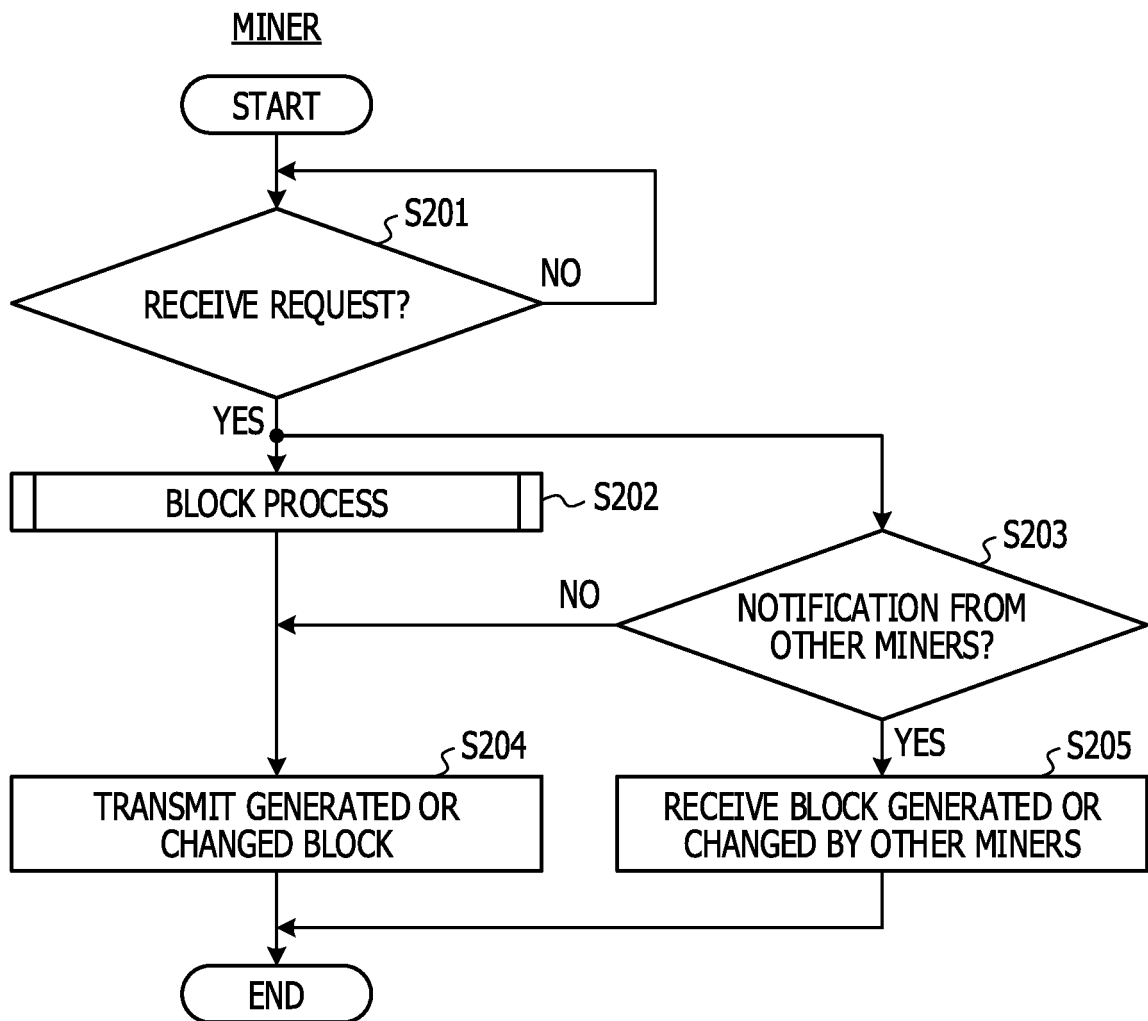 MINER
START
S201
RECEIVE REQUEST?
NO
YES
BLOCK PROCESS
S202
S203
NOTIFICATION FROM
OTHER MINERS?
NO
YES
S204
TRANSMIT GENERATED OR
CHANGED BLOCK
S205
RECEIVE BLOCK GENERATED OR
CHANGED BY OTHER MINERS
END